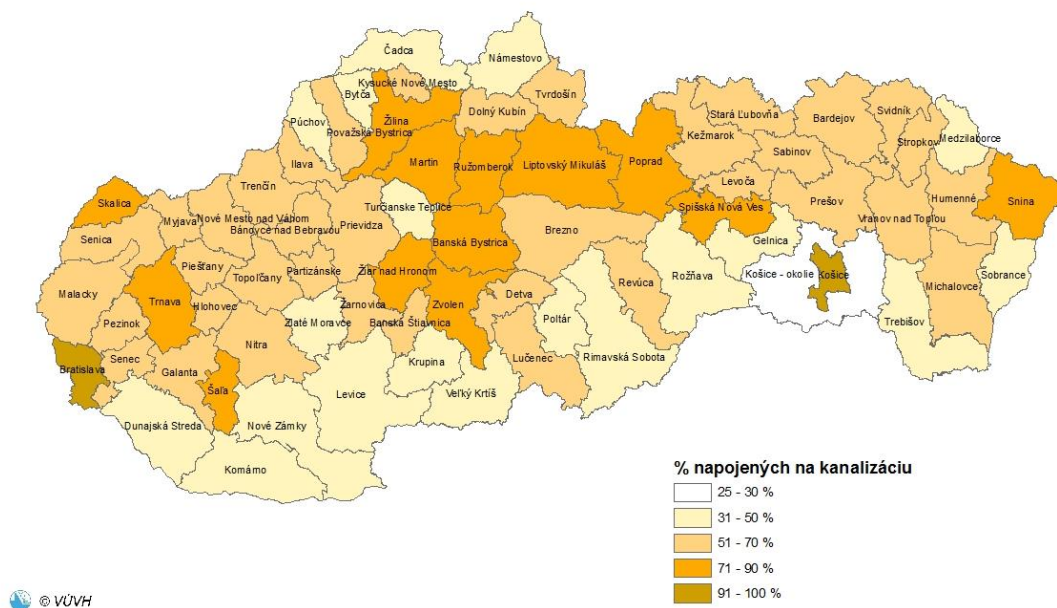 Čadca
Námestovo
Kysucké Nové Mesto
Bytča
Tvrdošín
Púchov
Žilina
Dolný Kubín
Považská Bystrica
Stará Ľubovňa
Bardejov
Svidník
Kežmarok
Stropkov
Medzilaborce
Ilava
Martin
Ružomberok
Liptovský Mikuláš
Poprad
Sabinov
Trenčín
Levoča
Humenné
Skalica
Turčianske Teplice
Spišská Nová Ves
Prešov
Snina
Myjava
Nové Mesto nad Váhom
Vranov nad Topľou
Senica
Bánovce nad Bebravou
Prievidza
Banská Bystrica
Brezno
Gelnica
Piešťany
Partizánske
Žiar nad Hronom
Rožňava
Košice - okolie
Košice
Sobrance
Topoľčany
Revúca
Michalovce
Malacky
Trnava
Hlohovec
Žarnovica
Zvolen
Detva
Pezinok
Zlaté Moravce
Banská Štiavnica
Poltár
Trebišov
Nitra
Lučenec
Rimavská Sobota
Senec
Bratislava
Galanta
Krupina
Šaľa
Levice
Veľký Krtíš
Dunajská Streda
Nové Zámky
Komárno
% napojených na kanalizáciu
25 - 30 %
31 - 50 %
51 - 70 %
71 - 90 %
91 - 100 %
© VÚVH